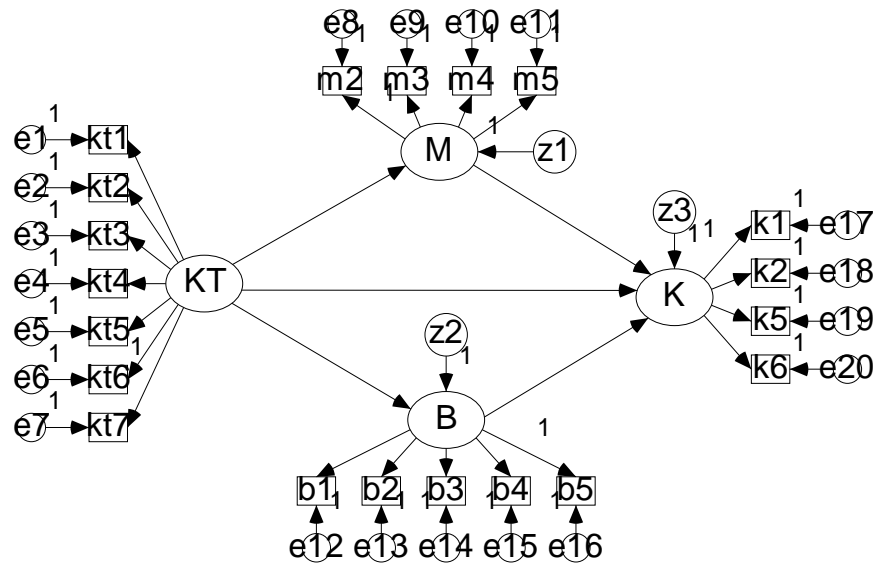 e8 1 e9 1 e10 1 e11 1
m2 m3 m4 m5
1
1
M z1
1
e1 kt1
1
e2 kt2
1
e3 kt3
1
e4 kt4
1
e5 kt5
1
e6 kt6
1
1
e7 kt7
KT
z3
1 1
K
1
k1 e17
1
k2 e18
1
k5 e19
1
k6 e20
z2
1
B
1
b1 b2 b3 b4 b5
1 1 1 1 1
e12 e13 e14 e15 e16